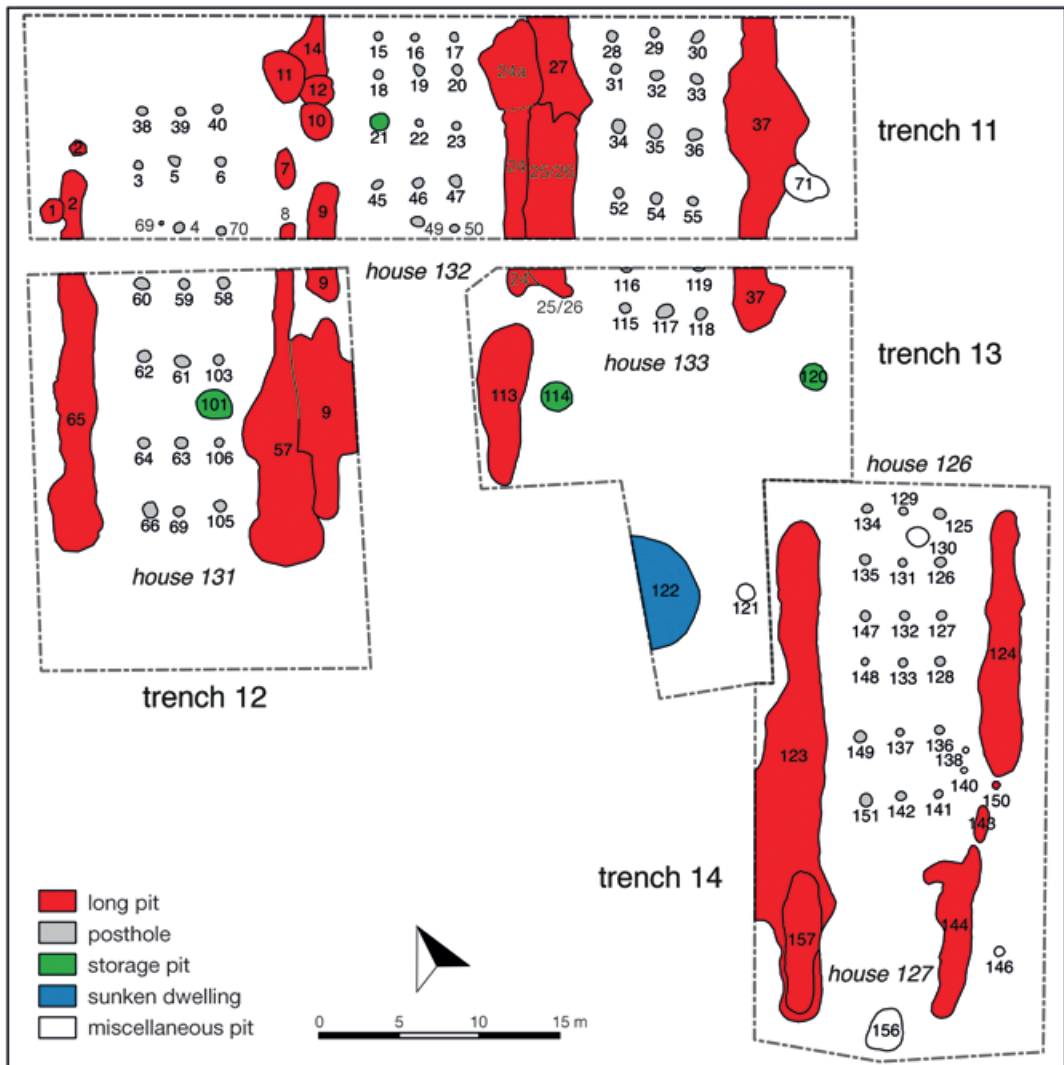 14
15 16 17
28 29 30
11
24a
27
12
18 19 20
31 32 33
10
38 39 40
21 22 23
34 35 36
37
trench 11
2
3 5 6
7
24
25/26
71
1 2
8
9
45 46 47
52 54 55
69 4 70
49 50
house 132
9
24
116 119
60 59 58
25/26
37
115 117 118
62 61 103
house 133
trench 13
101
113
114
120
65
57
9
64 63 106
house 126
66 69 105
134 129 125
130
house 131
135 131 126
122
121
147 132 127
124
148 133 128
trench 12
123
149 137 136
138
140
150
151 142 141
143
trench 14
long pit
144
posthole
157
storage pit
house 127
146
sunken dwelling
miscellaneous pit
156
0 5 10 15 m